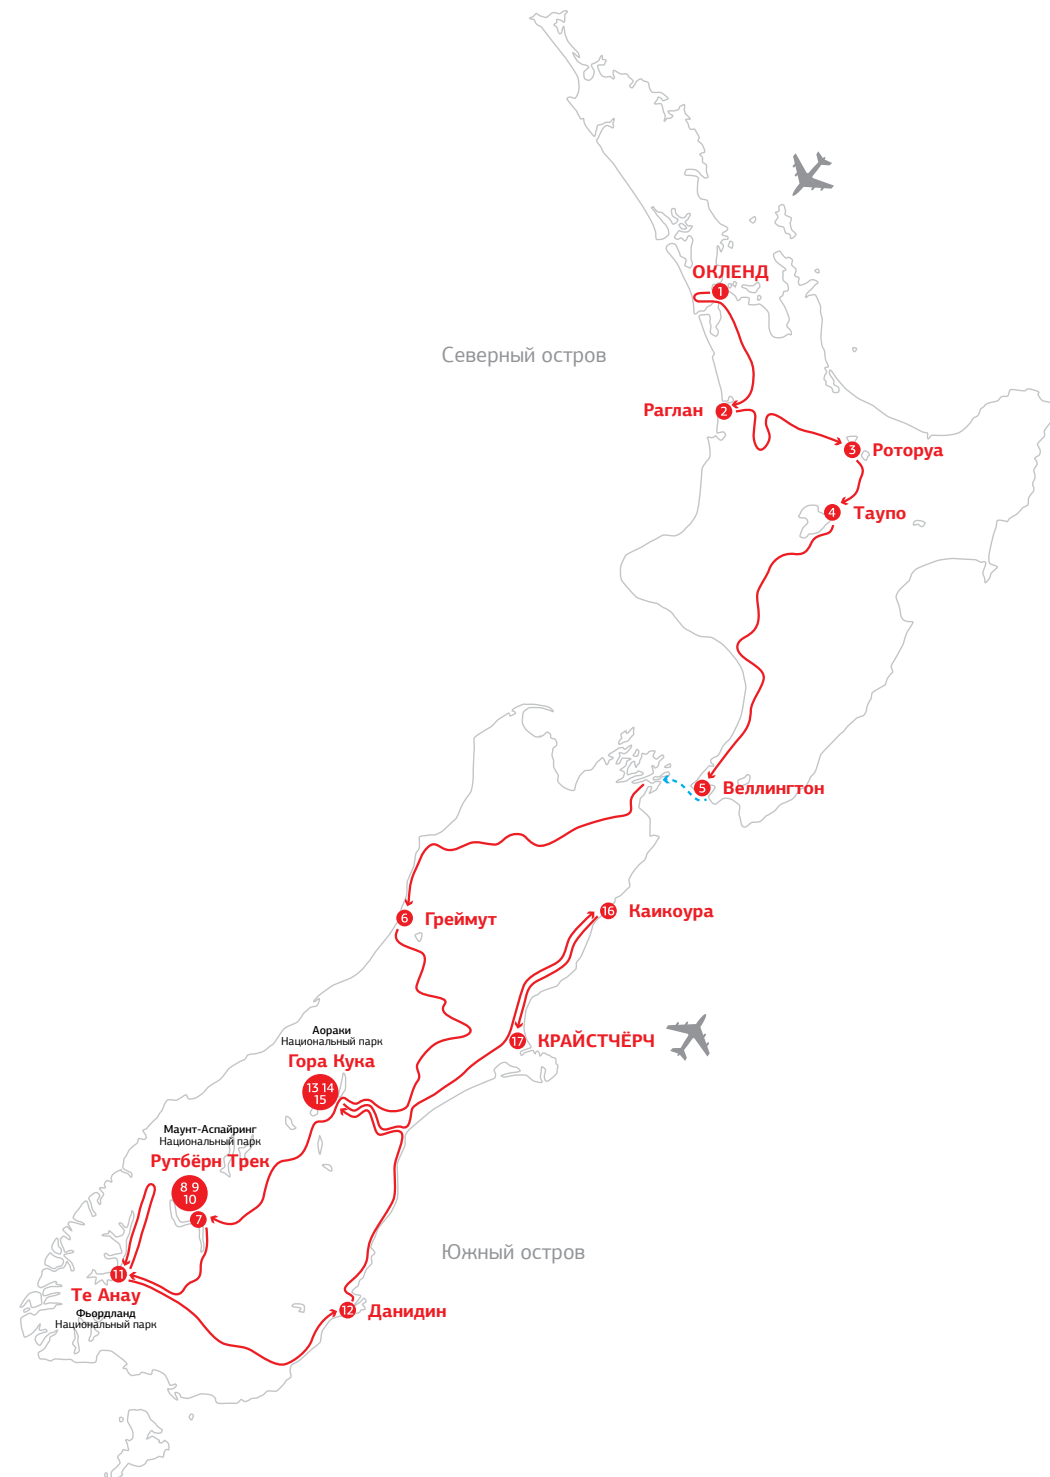 ОКЛЕНД
1
Северный остров
Раглан
2
3
Роторуа
4
Таупо
5
Веллингтон
6
Греймут
16
Каикоура
17
КРАЙСТЧЁРЧ
Аораки
Национальный парк
Гора Кука
13 14
15
Маунт-Аспайринг
Национальный парк
Рутбёрн Трек
8 9
10
7
Южный остров
11
Те Анау
Фьордланд
Национальный парк
12
Данидин